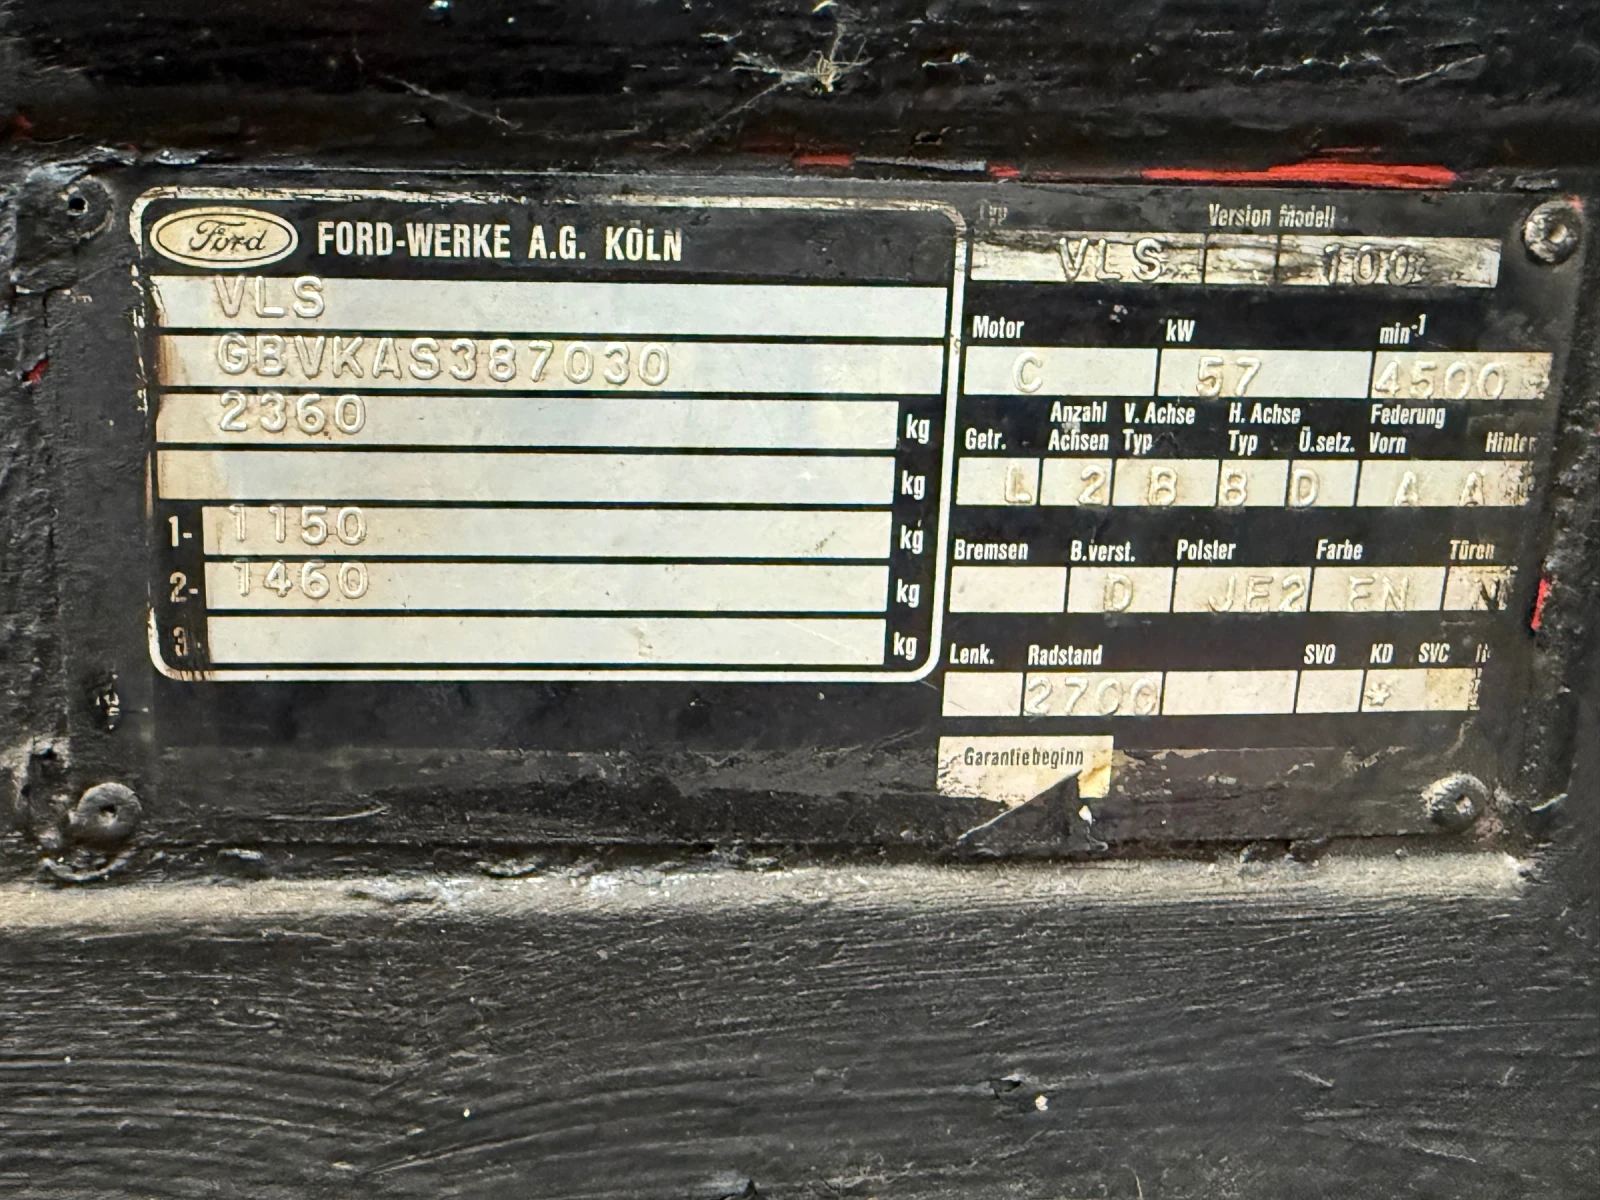 Ford FORD-WERKE A.G. KÖLN
VLS
GBVKAS387030
2360 kg
kg
1- 1150 kg
2- 1460 kg
3- kg
Typ Version Modell
VLS 100
Motor kW min-1
C 57 4500
Getr. Anzahl Achsen V. Achse Typ H. Achse Typ Ü.setz. Federung Vorn Hinten
L 2 B 8 D A A
Bremsen B.verst. Polster Farbe Türen
D JE2 EN N
Lenk. Radstand SVO KD SVC
2700 *
Garantiebeginn